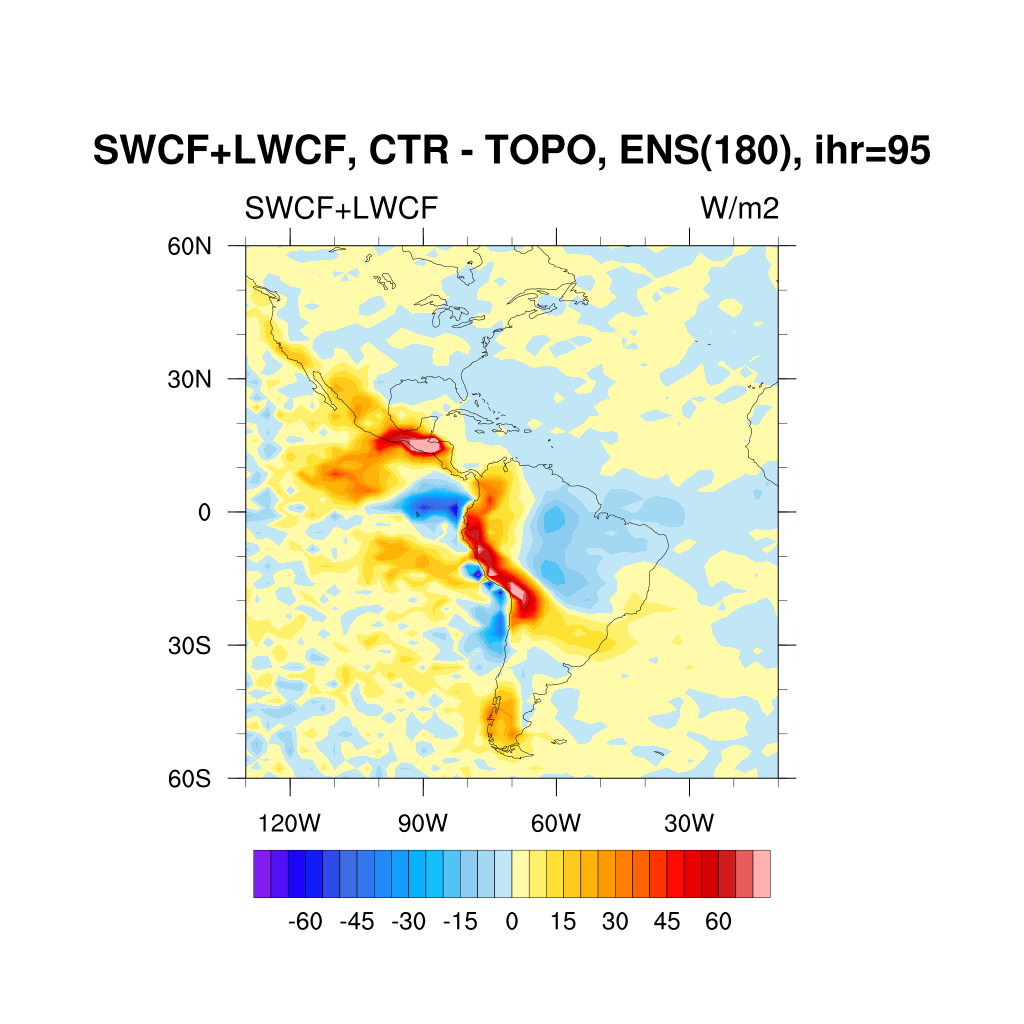 SWCF+LWCF, CTR - TOPO, ENS(180), ihr=95
SWCF+LWCF W/m2
60N
30N
0
30S
60S
120W 90W 60W 30W
-60 -45 -30 -15 0 15 30 45 60